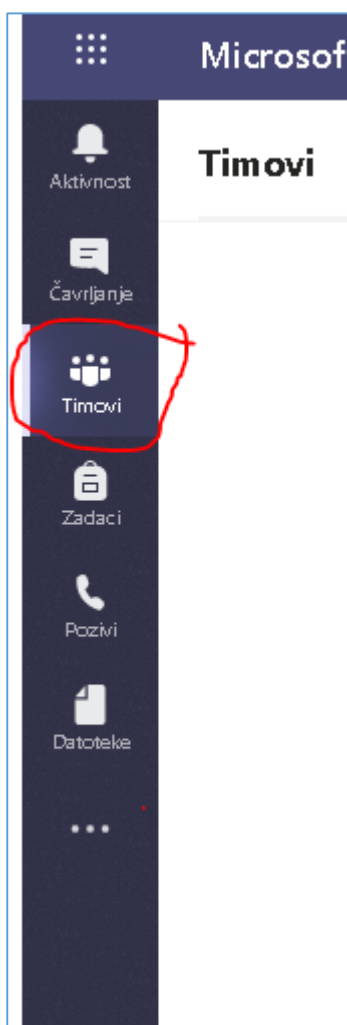 Microsof
Timovi
Aktivnost
Čavrljanje
Timovi
Zadaci
Pozivi
Datoteke